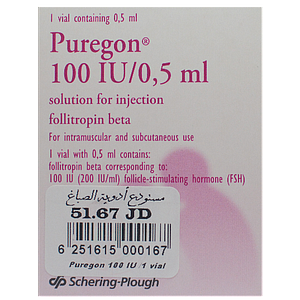 1 vial containing 0,5 ml
Puregon®
100 IU/0,5 ml
solution for injection
follitropin beta
For intramuscular and subcutaneous use
1 vial with 0,5 ml contains:
follitropin beta corresponding to:
100 IU (200 IU/ml) follicle-stimulating hormone (FSH)
مستودع أدوية الصباغ
51.67 JD
6 251615 000167
Puregon 100 IU 1 vial
Schering-Plough